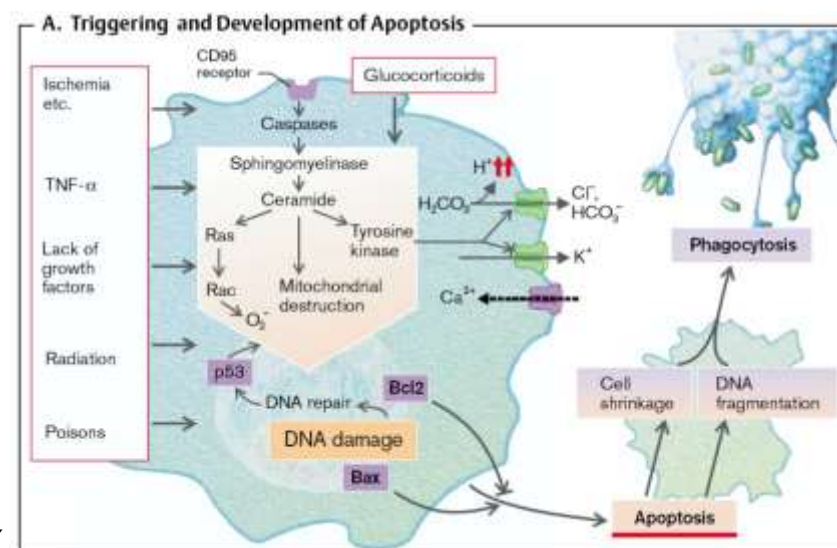 A. Triggering and Development of Apoptosis
Ischemia
etc.
TNF-α
Lack of
growth
factors
Radiation
Poisons
CD95
receptor
Glucocorticoids
Caspases
Sphingomyelinase
Ceramide
Ras
Tyrosine
kinase
Rac
Mitochondrial
destruction
O₂⁻
p53
DNA repair
Bcl2
DNA damage
Bax
H⁺
H₂CO₃
Cl⁻,
HCO₃⁻
K⁺
Ca²⁺
Phagocytosis
Cell
shrinkage
DNA
fragmentation
Apoptosis